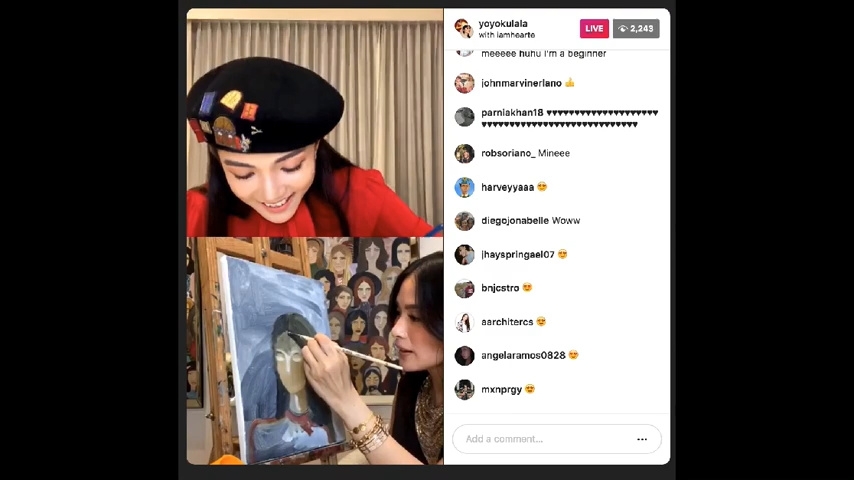 yoyokulala
with iamhearte
LIVE
2,243
meeeee huhu i'm a beginner
johnmarvinerlano
parniakhan18 ♥♥♥♥♥♥♥♥♥♥♥♥♥♥♥♥♥♥♥
♥♥♥♥♥♥♥♥♥♥♥♥♥♥♥♥♥♥♥♥♥♥♥♥♥♥
robsoriano_ Mineee
harveyyaaa
diegojonabelle Woww
jhayspringael07
bnjcstro
aarchitercs
angelaramos0828
mxnprgy
Add a comment...